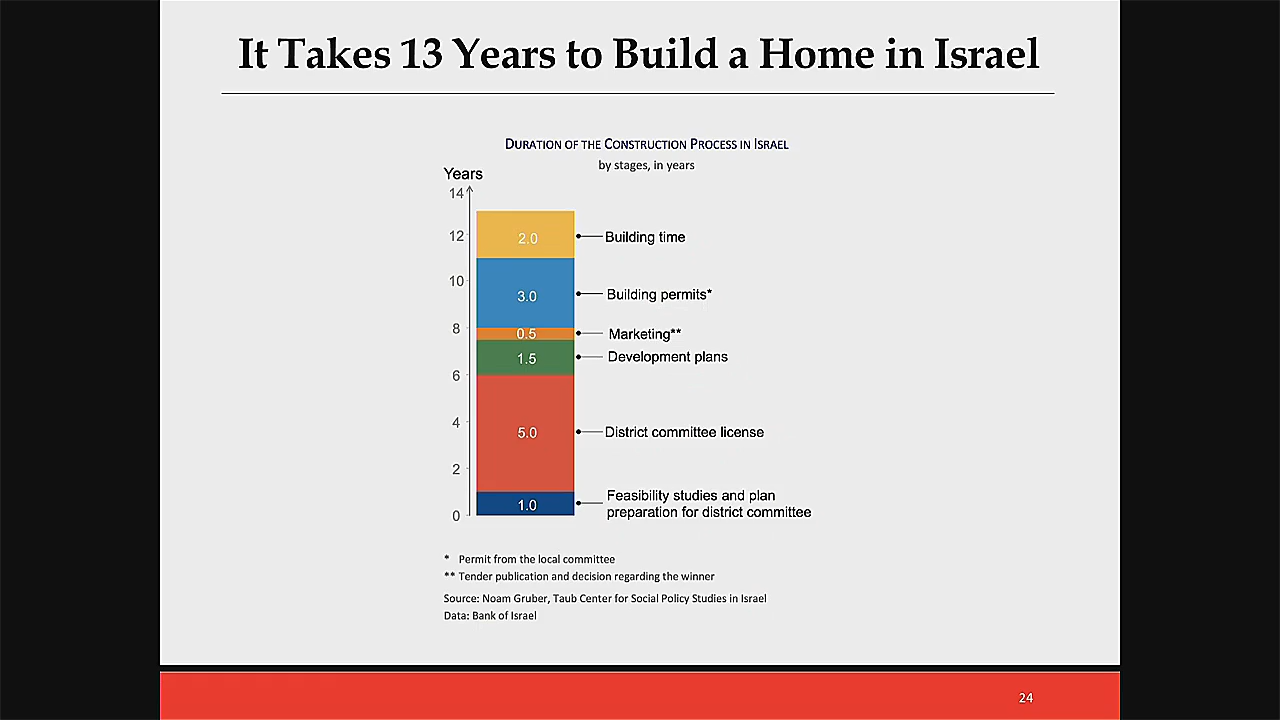 It Takes 13 Years to Build a Home in Israel
DURATION OF THE CONSTRUCTION PROCESS IN ISRAEL
by stages, in years
Years
14
12
10
8
6
4
2
0
2.0
Building time
3.0
Building permits*
0.5
Marketing**
1.5
Development plans
5.0
District committee license
1.0
Feasibility studies and plan
preparation for district committee
* Permit from the local committee
** Tender publication and decision regarding the winner
Source: Noam Gruber, Taub Center for Social Policy Studies in Israel
Data: Bank of Israel
24